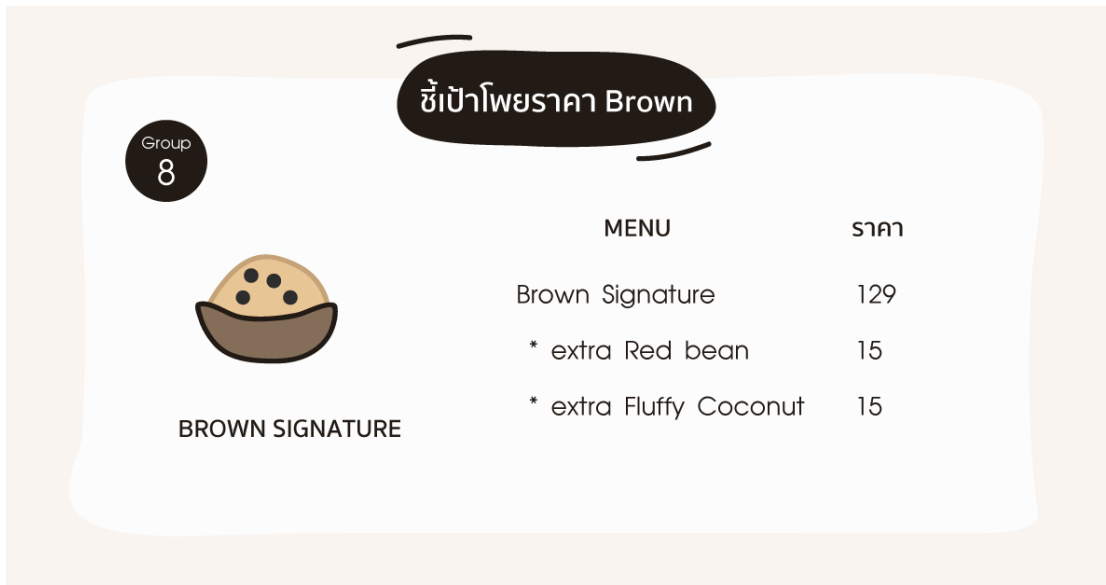 ชี้เป้าโพยราคา Brown
Group
8
MENU ราคา
Brown Signature 129
* extra Red bean 15
* extra Fluffy Coconut 15
BROWN SIGNATURE